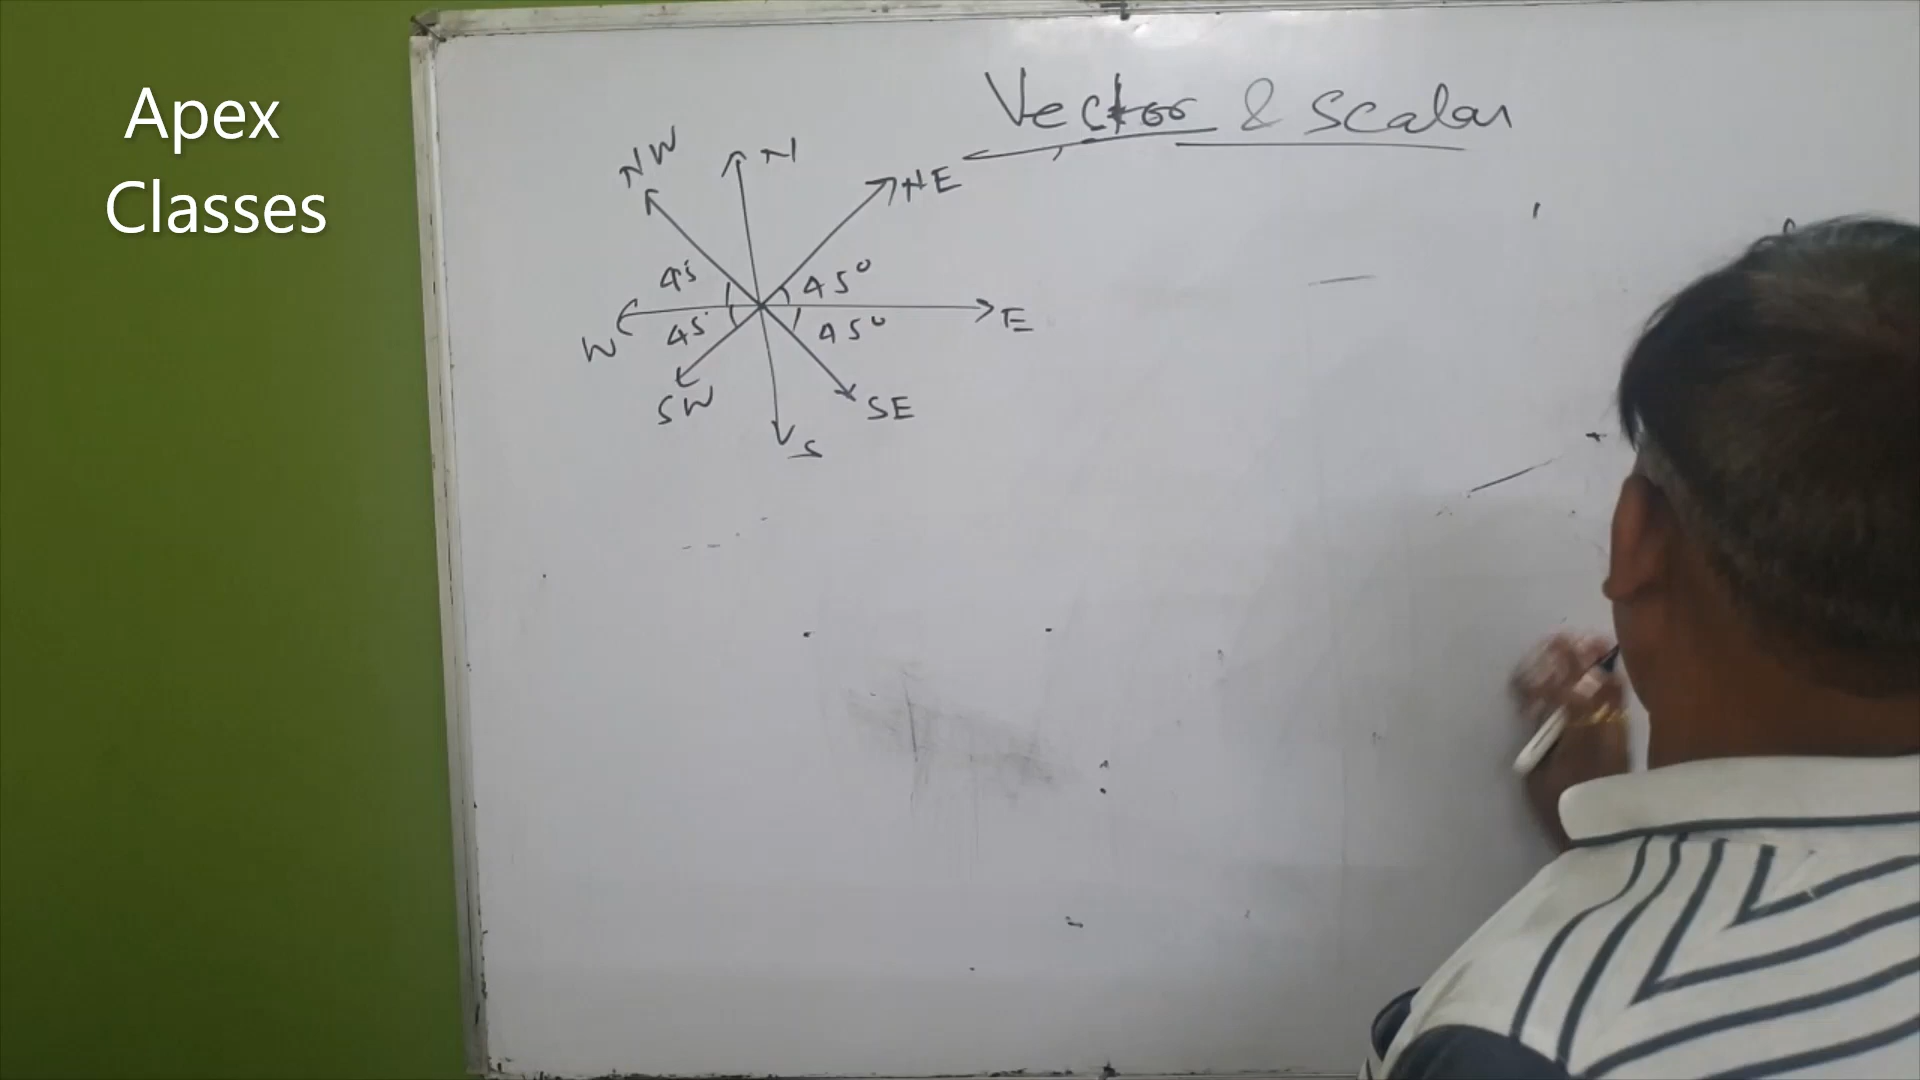 Apex
Classes
Vector & Scalar
NW
N
NE
45
45°
W
E
45
45°
SW
SE
S